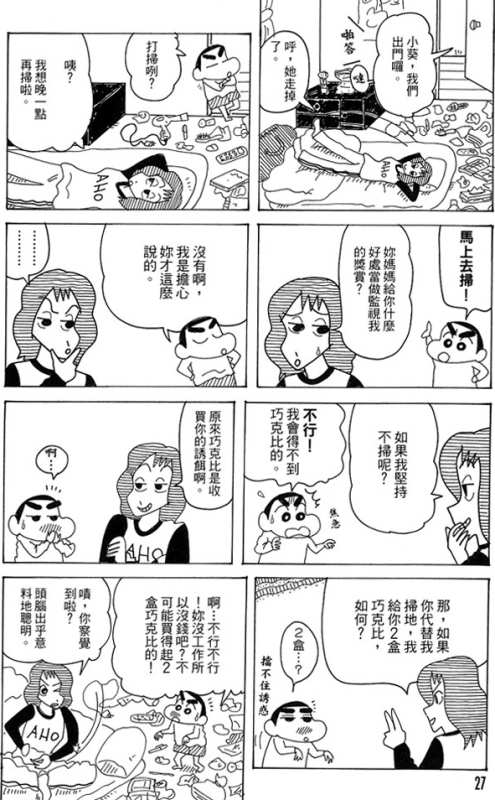 小葵，我們
出門囉。
啪答
嗑
呼，她走掉
了。
AHo
打掃咧？
咦？
我想晚一點
再掃啦。
AHo
馬上去掃！
妳媽媽給你什麼
好處當做監視我
的獎賞？
沒有啊，
我是擔心
妳才這麼
說的。
………
如果我堅持
不掃呢？
不行！
我會得不到
巧克比的。
焦急
原來巧克比是收
買你的誘餌啊。
啊…
AHo
那，如果
你代替我
掃地，我
給你2盒
巧克比，
如何？
2盒…？
擋不住誘惑
啊…不行不行
！妳沒工作所
以沒錢吧？不
可能買得起2
盒巧克比的！
嘖，你察覺
到啦？
頭腦出乎意
料地聰明。
AHo
27